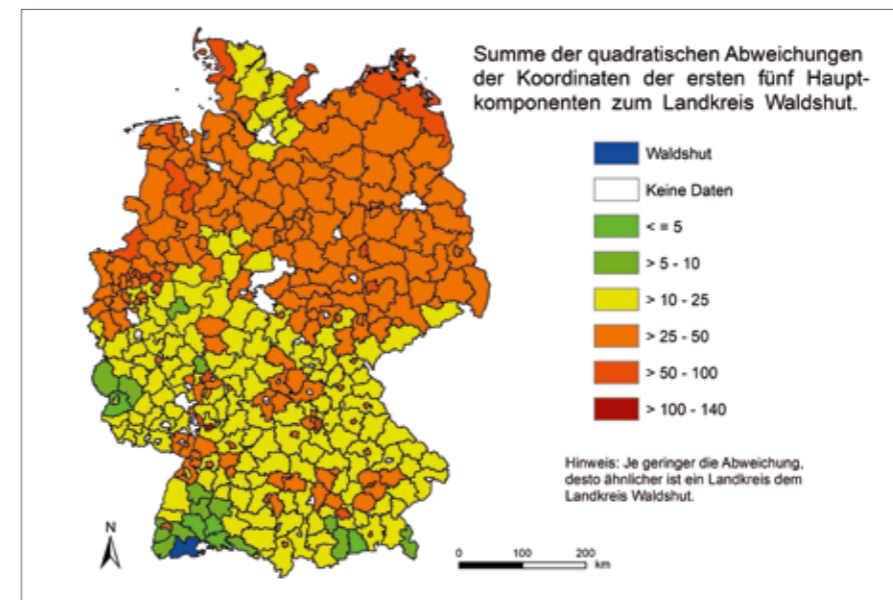 Summe der quadratischen Abweichungen
der Koordinaten der ersten fünf Haupt-
komponenten zum Landkreis Waldshut.
Waldshut
Keine Daten
< = 5
> 5 - 10
> 10 - 25
> 25 - 50
> 50 - 100
> 100 - 140
Hinweis: Je geringer die Abweichung,
desto ähnlicher ist ein Landkreis dem
Landkreis Waldshut.
N
0 100 200
km